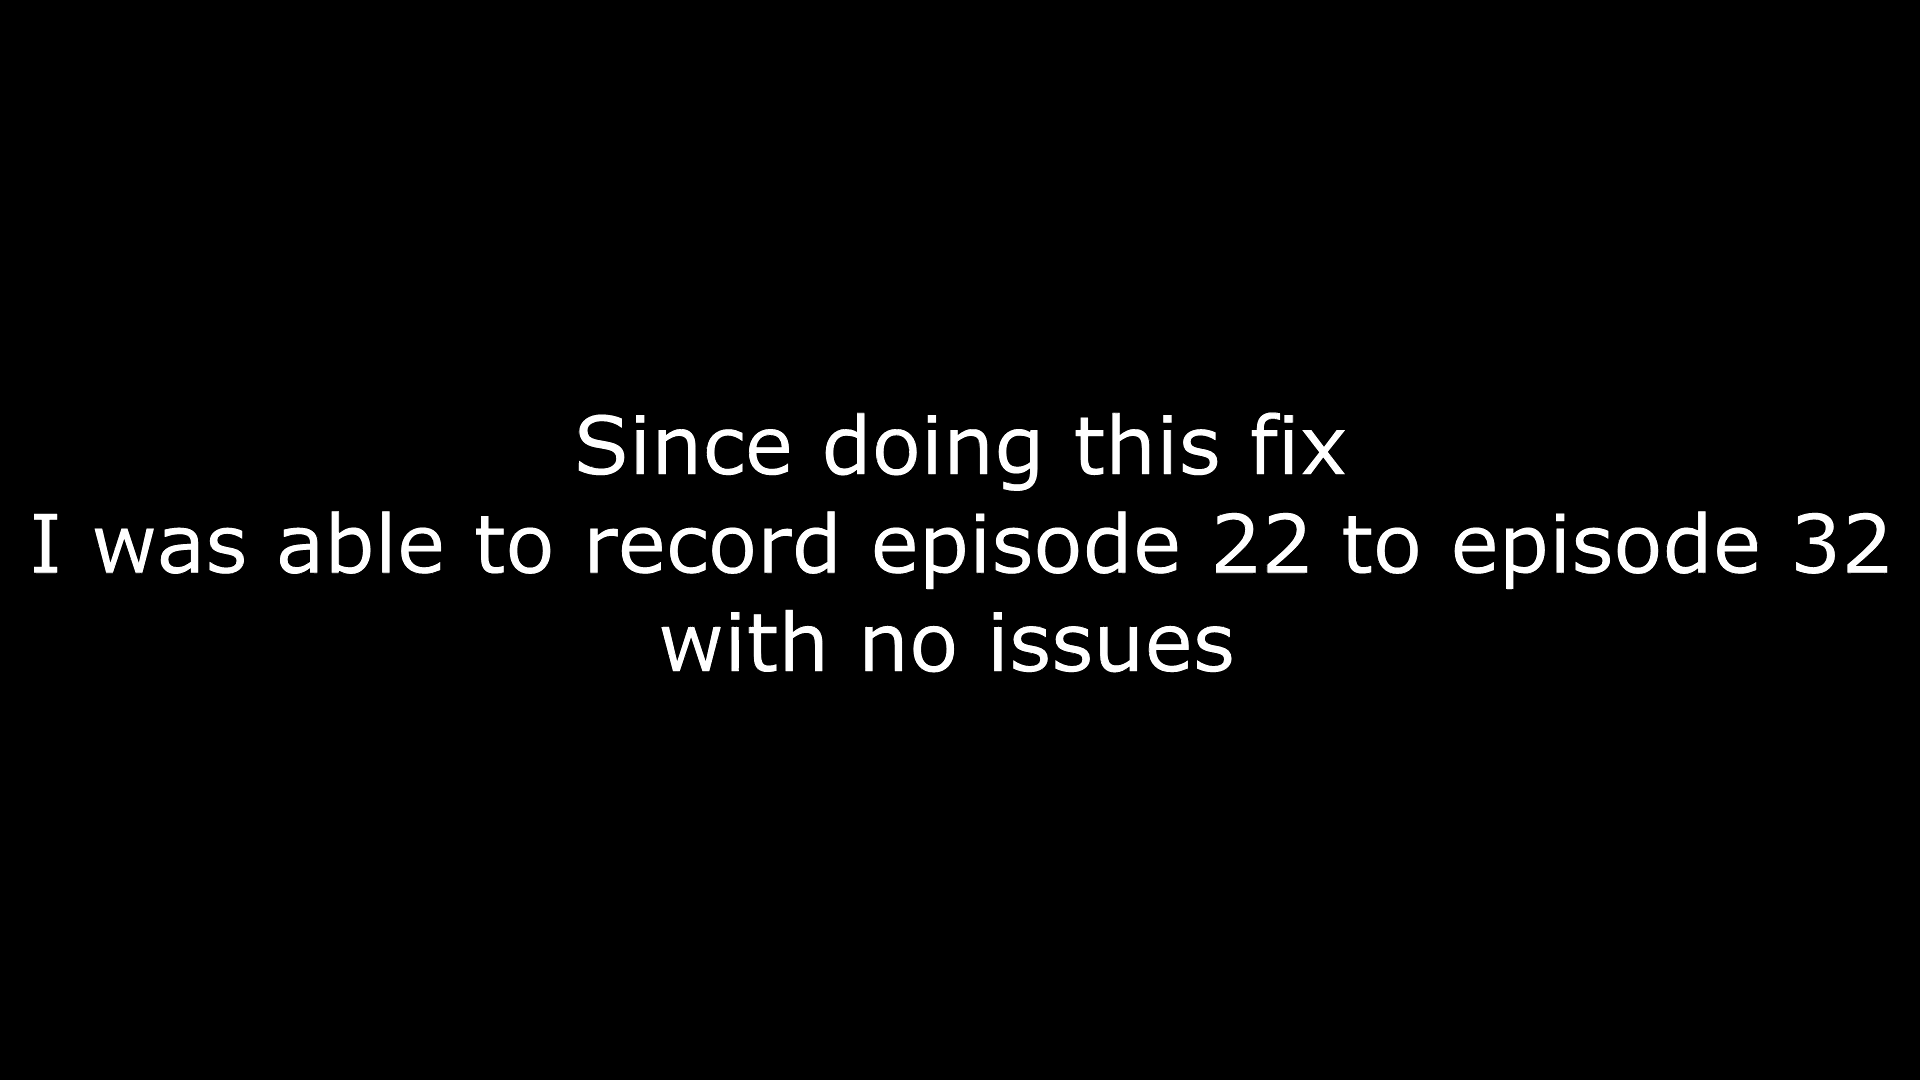 Since doing this fix
I was able to record episode 22 to episode 32
with no issues